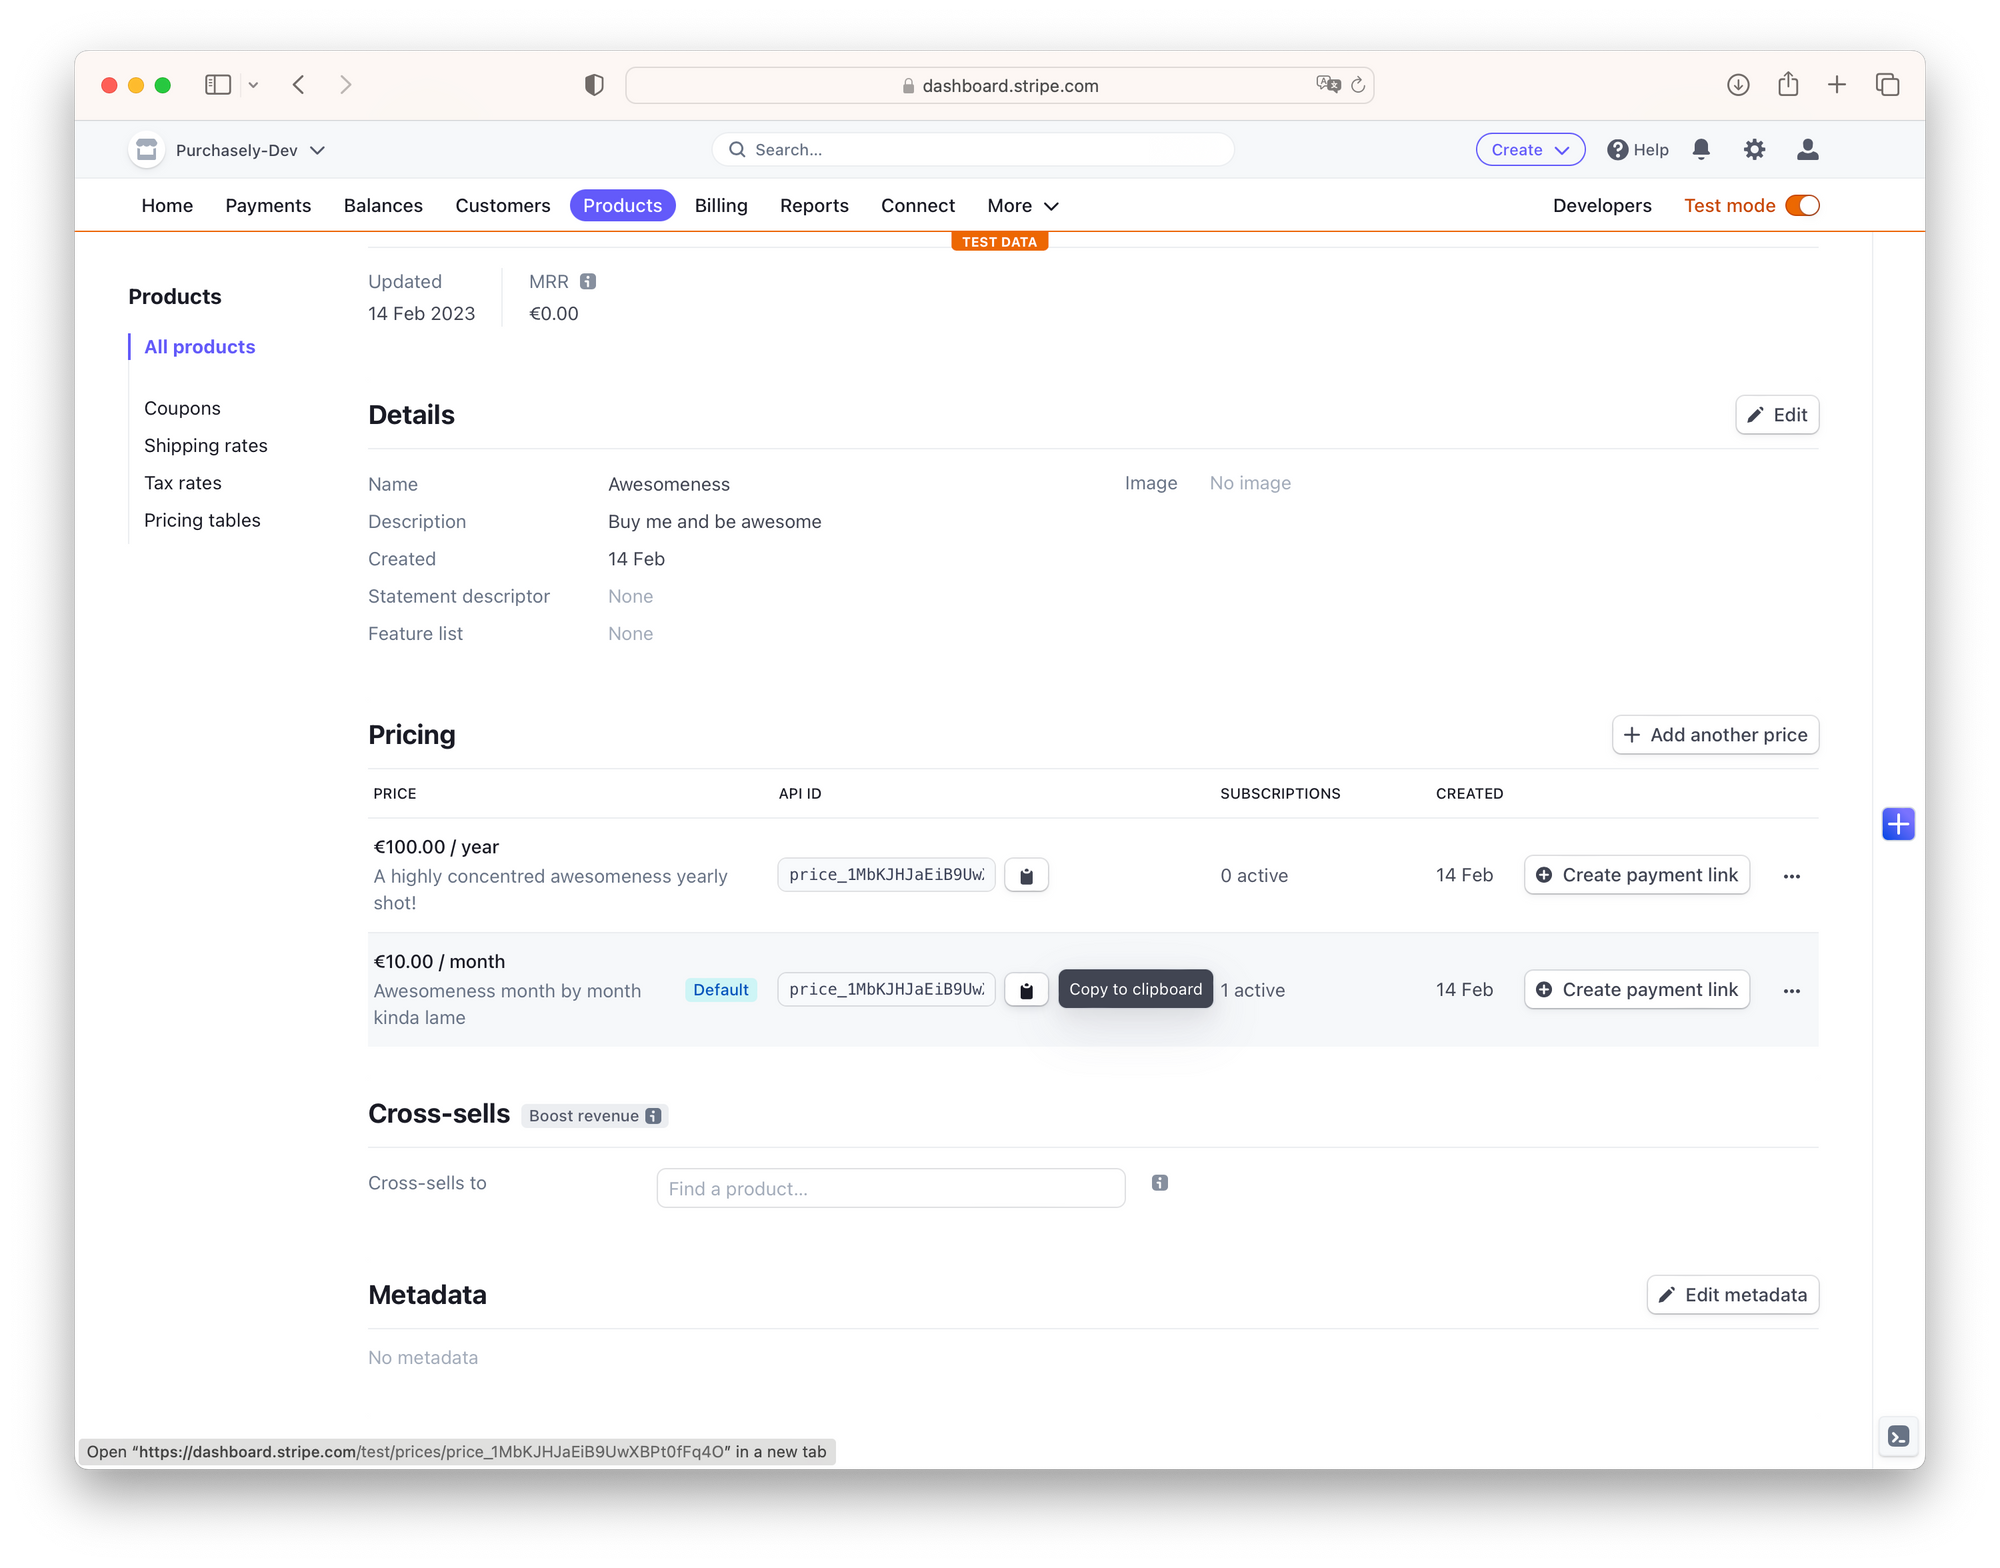 dashboard.stripe.com
Purchasely-Dev
Search...
Create
Help
Home
Payments
Balances
Customers
Products
Billing
Reports
Connect
More
Developers
Test mode
TEST DATA
Products
All products
Coupons
Shipping rates
Tax rates
Pricing tables
Updated
14 Feb 2023
MRR
€0.00
Details
Edit
Name
Awesomeness
Image
No image
Description
Buy me and be awesome
Created
14 Feb
Statement descriptor
None
Feature list
None
Pricing
Add another price
PRICE
API ID
SUBSCRIPTIONS
CREATED
€100.00 / year
A highly concentred awesomeness yearly
shot!
price_1MbKJHJaEiB9Uw
0 active
14 Feb
Create payment link
€10.00 / month
Awesomeness month by month
kinda lame
Default
price_1MbKJHJaEiB9Uw
Copy to clipboard
1 active
14 Feb
Create payment link
Cross-sells
Boost revenue
Cross-sells to
Find a product...
Metadata
Edit metadata
No metadata
Open “https://dashboard.stripe.com/test/prices/price_1MbKJHJaEiB9UwXBPt0fFq4O” in a new tab